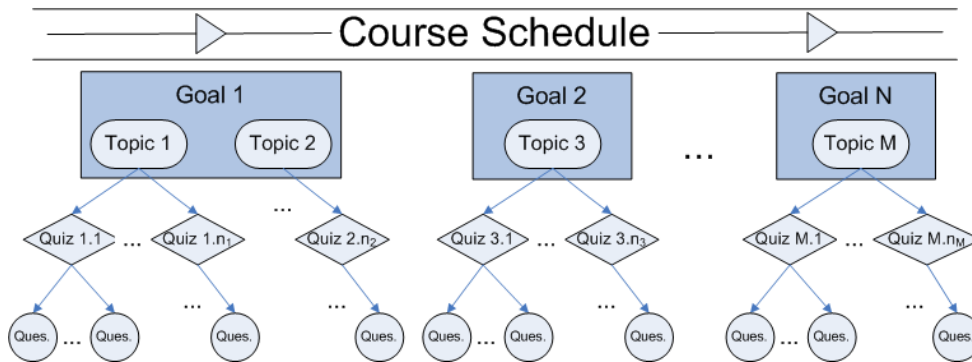 Course Schedule
Goal 1 Goal 2 Goal N
Topic 1 Topic 2 Topic 3 ... Topic M
...
Quiz 1.1 ... Quiz 1.n₁ Quiz 2.n₂ Quiz 3.1 ... Quiz 3.n₃ Quiz M.1 ... Quiz M.n_M
... ... ... ...
Ques. ... Ques. Ques. Ques. Ques. ... Ques. Ques. Ques. ... Ques. Ques.